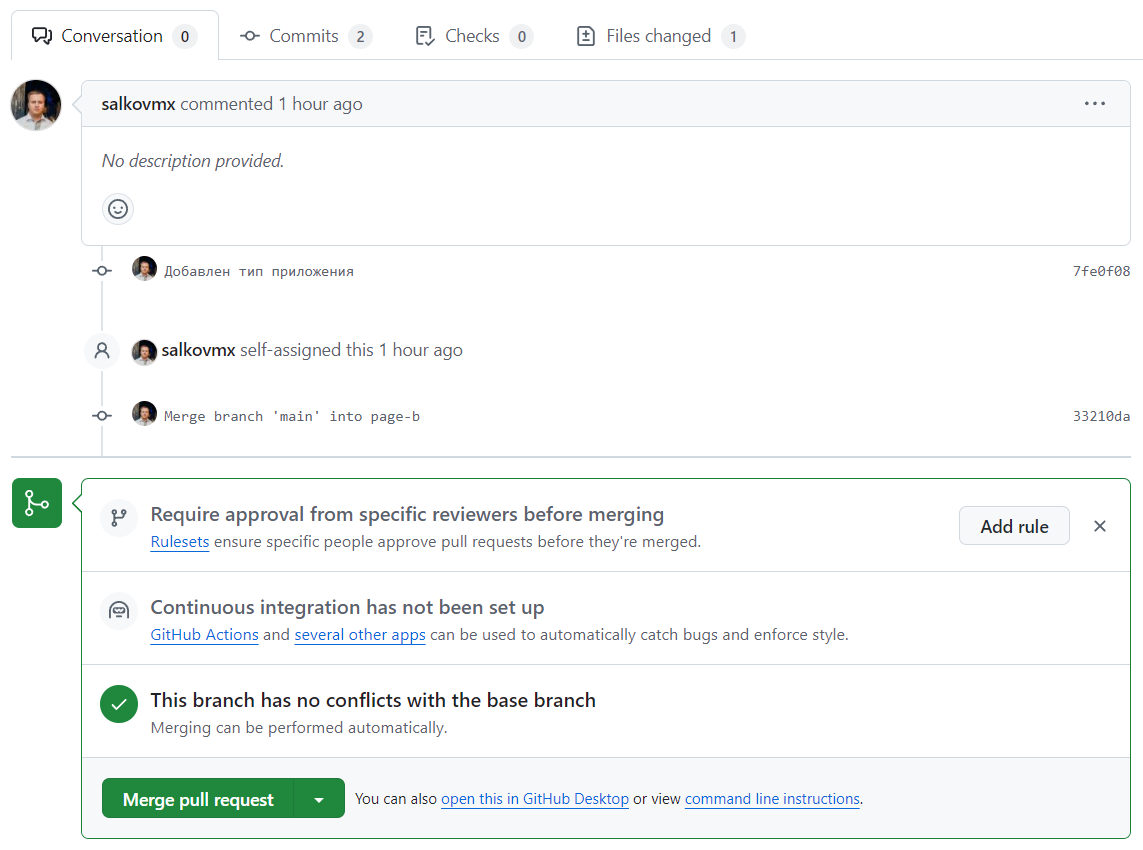 Conversation 0 Commits 2 Checks 0 Files changed 1
salkovmx commented 1 hour ago
No description provided.
Добавлен тип приложения 7fe0f08
salkovmx self-assigned this 1 hour ago
Merge branch 'main' into page-b 33210da
Require approval from specific reviewers before merging
Rulesets ensure specific people approve pull requests before they're merged.
Add rule
Continuous integration has not been set up
GitHub Actions and several other apps can be used to automatically catch bugs and enforce style.
This branch has no conflicts with the base branch
Merging can be performed automatically.
Merge pull request You can also open this in GitHub Desktop or view command line instructions.